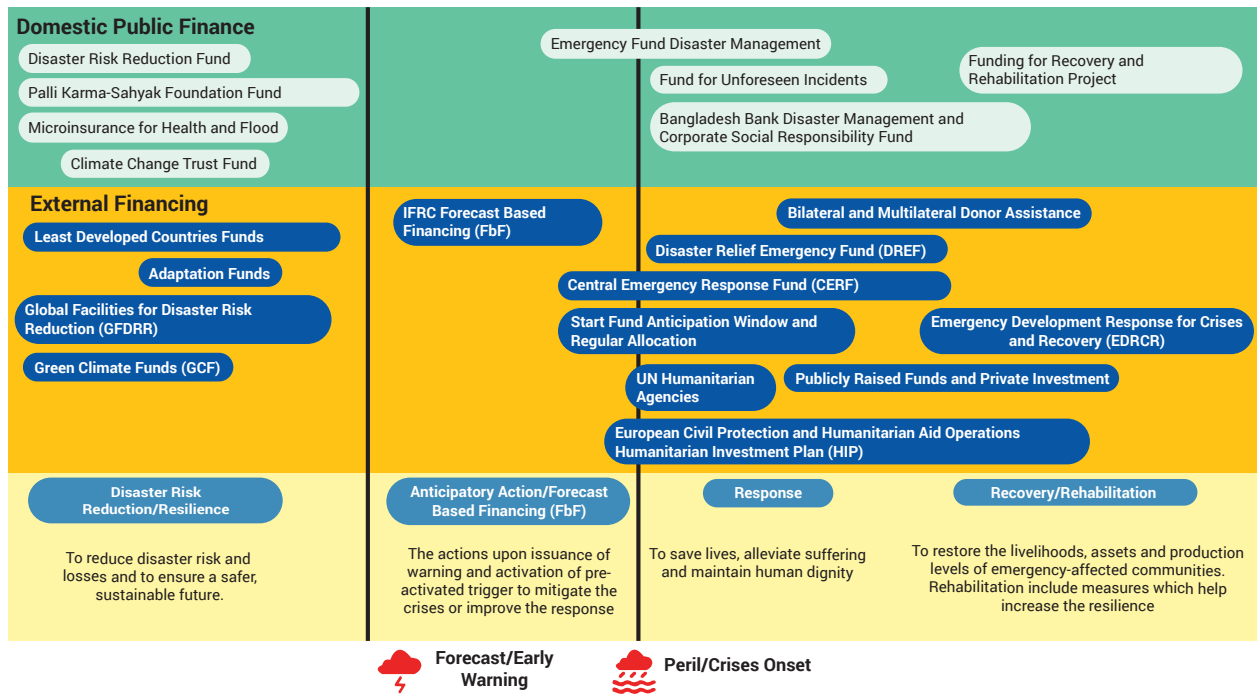 Domestic Public Finance
Disaster Risk Reduction Fund
Palli Karma-Sahyak Foundation Fund
Microinsurance for Health and Flood
Climate Change Trust Fund
Emergency Fund Disaster Management
Fund for Unforeseen Incidents
Bangladesh Bank Disaster Management and
Corporate Social Responsibility Fund
Funding for Recovery and
Rehabilitation Project
External Financing
Least Developed Countries Funds
Adaptation Funds
Global Facilities for Disaster Risk
Reduction (GFDRR)
Green Climate Funds (GCF)
IFRC Forecast Based
Financing (FbF)
Bilateral and Multilateral Donor Assistance
Disaster Relief Emergency Fund (DREF)
Central Emergency Response Fund (CERF)
Start Fund Anticipation Window and
Regular Allocation
Emergency Development Response for Crises
and Recovery (EDRCR)
UN Humanitarian
Agencies
Publicly Raised Funds and Private Investment
European Civil Protection and Humanitarian Aid Operations
Humanitarian Investment Plan (HIP)
Disaster Risk
Reduction/Resilience
To reduce disaster risk and
losses and to ensure a safer,
sustainable future.
Anticipatory Action/Forecast
Based Financing (FbF)
The actions upon issuance of
warning and activation of pre-
activated trigger to mitigate the
crises or improve the response
Response
To save lives, alleviate suffering
and maintain human dignity
Recovery/Rehabilitation
To restore the livelihoods, assets and production
levels of emergency-affected communities.
Rehabilitation include measures which help
increase the resilience
Forecast/Early
Warning
Peril/Crises Onset